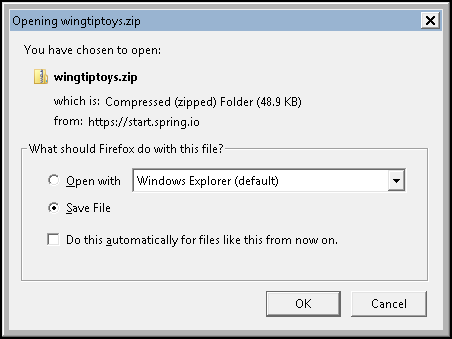 Opening wingtiptoys.zip
You have chosen to open:
wingtiptoys.zip
which is: Compressed (zipped) Folder (48.9 KB)
from: https://start.spring.io
What should Firefox do with this file?
Open with Windows Explorer (default)
Save File
Do this automatically for files like this from now on.
OK Cancel